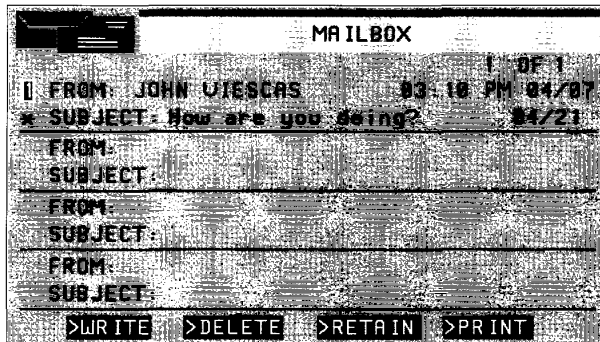 MAILBOX
1 OF 1
1 FROM: JOHN VIESCAS 03:10 PM 04/07
* SUBJECT: How are you doing? 04/21
FROM:
SUBJECT:
FROM:
SUBJECT:
FROM:
SUBJECT:
>WRITE >DELETE >RETAIN >PRINT